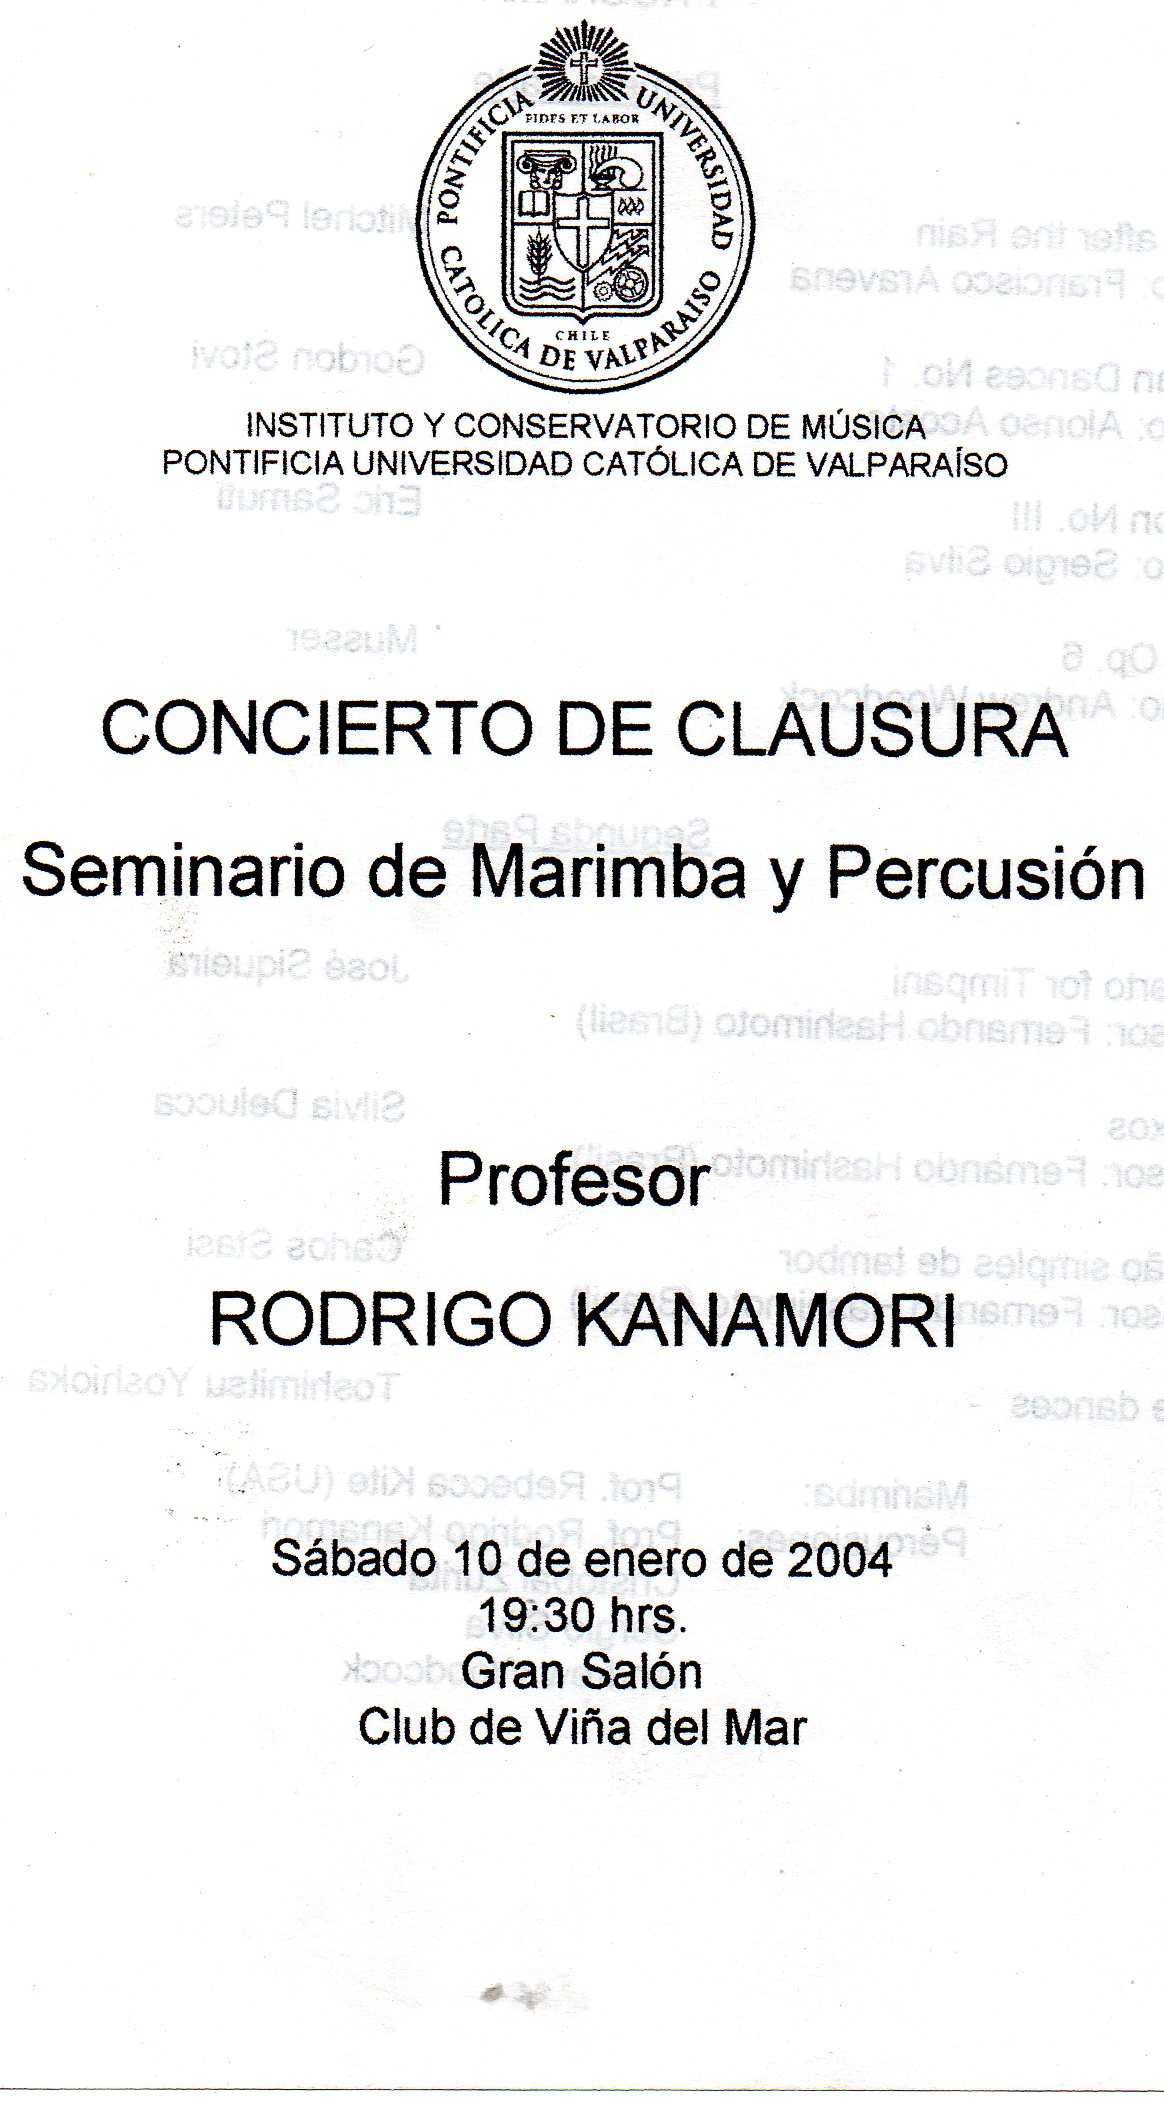 PONTIFICIA UNIVERSIDAD
CATOLICA DE VALPARAISO
FIDES ET LABOR
CHILE
INSTITUTO Y CONSERVATORIO DE MÚSICA
PONTIFICIA UNIVERSIDAD CATÓLICA DE VALPARAÍSO
CONCIERTO DE CLAUSURA
Seminario de Marimba y Percusión
Profesor
RODRIGO KANAMORI
Sábado 10 de enero de 2004
19:30 hrs.
Gran Salón
Club de Viña del Mar